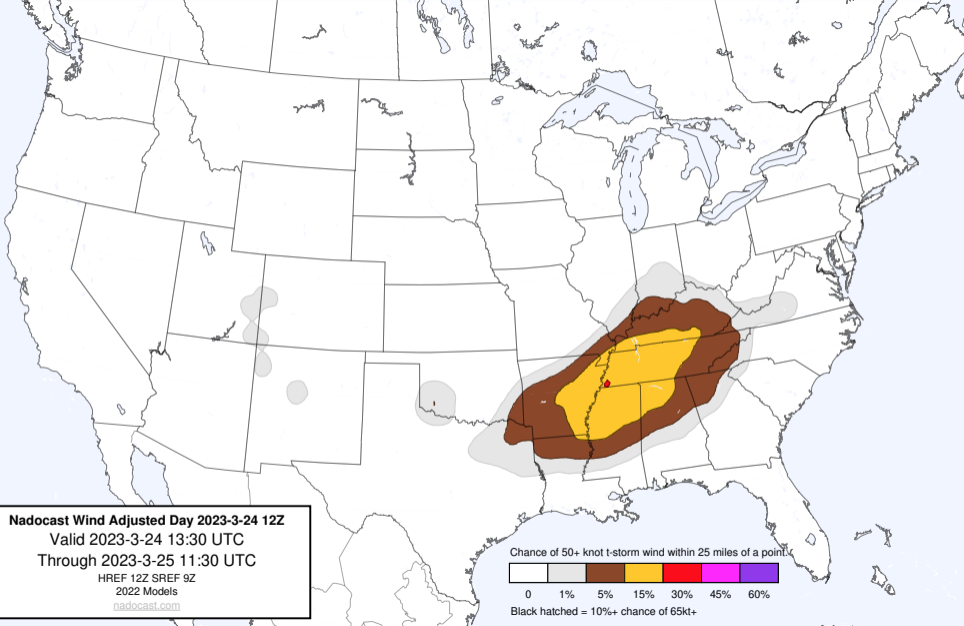 Nadocast Wind Adjusted Day 2023-3-24 12Z
Valid 2023-3-24 13:30 UTC
Through 2023-3-25 11:30 UTC
HREF 12Z SREF 9Z
2022 Models
nadocast.com
Chance of 50+ knot t-storm wind within 25 miles of a point.
0 1% 5% 15% 30% 45% 60%
Black hatched = 10%+ chance of 65kt+